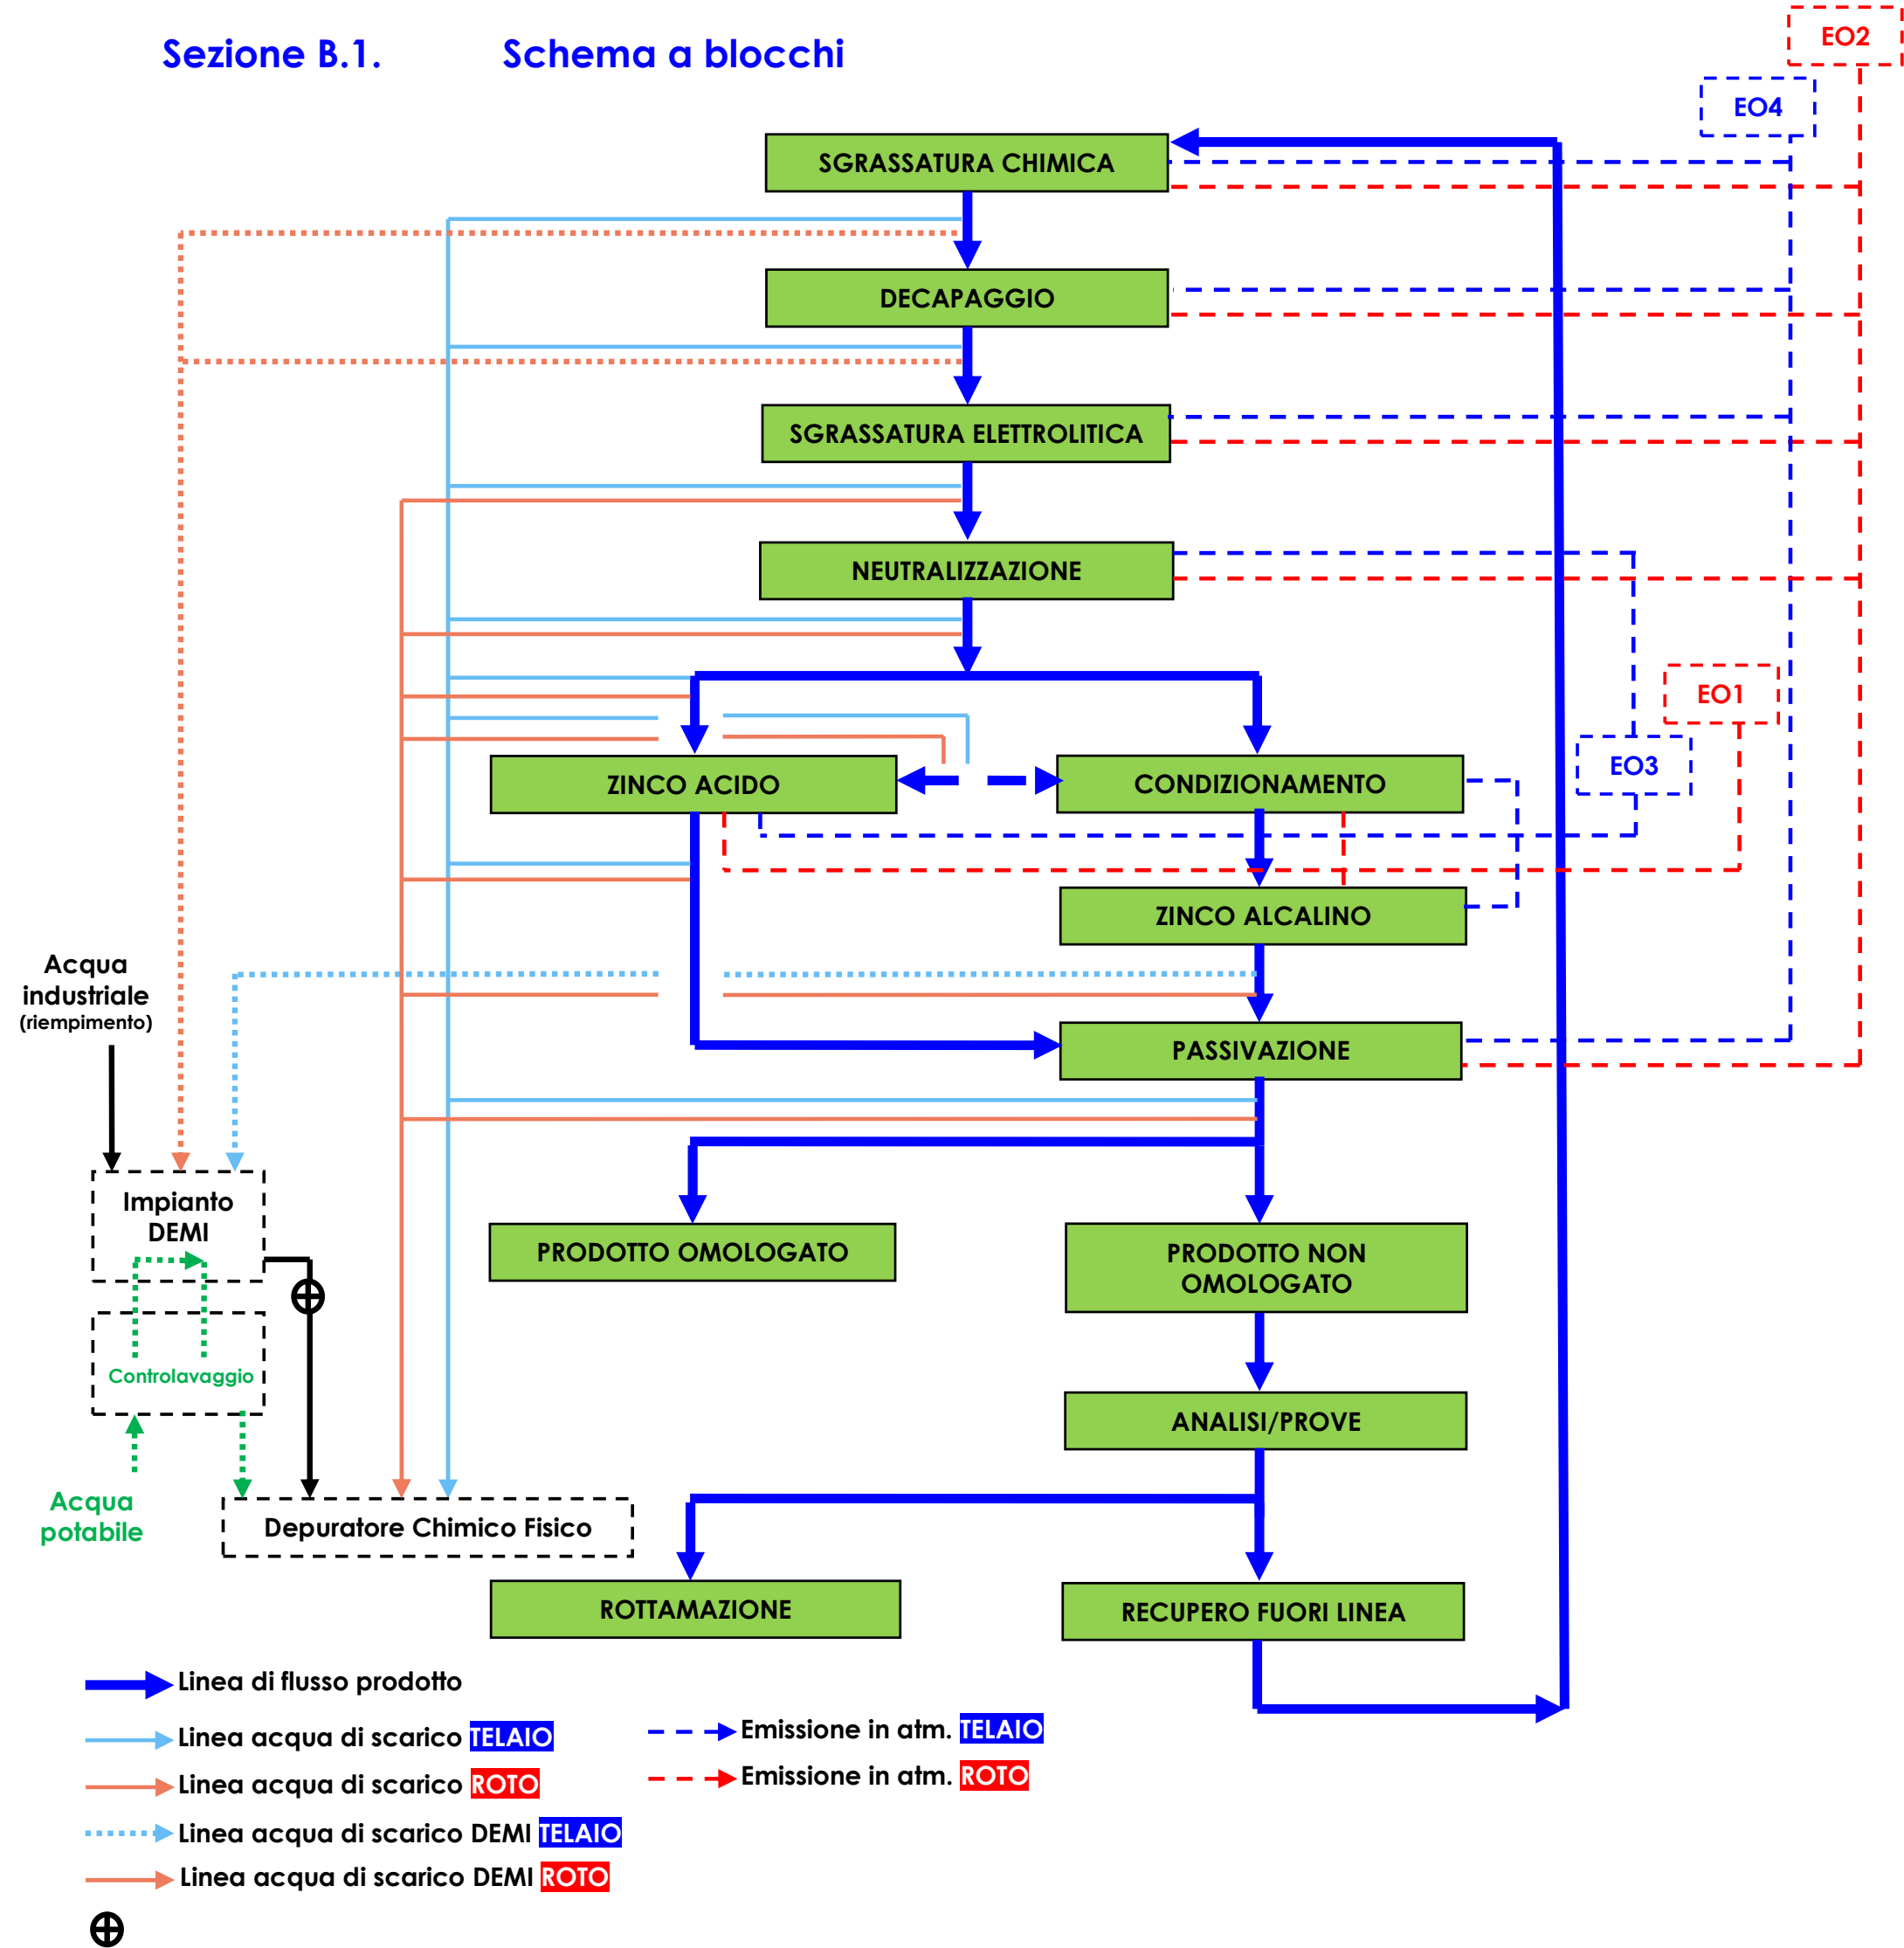 Sezione B.1. Schema a blocchi
EO2
EO4
SGRASSATURA CHIMICA
DECAPAGGIO
SGRASSATURA ELETTROLITICA
NEUTRALIZZAZIONE
EO1
EO3
ZINCO ACIDO
CONDIZIONAMENTO
ZINCO ALCALINO
Acqua
industriale
(riempimento)
PASSIVAZIONE
Impianto
DEMI
PRODOTTO OMOLOGATO
PRODOTTO NON
OMOLOGATO
Controlavaggio
ANALISI/PROVE
Acqua
potabile
Depuratore Chimico Fisico
ROTTAMAZIONE
RECUPERO FUORI LINEA
Linea di flusso prodotto
Linea acqua di scarico TELAIO
Linea acqua di scarico ROTO
Linea acqua di scarico DEMI TELAIO
Linea acqua di scarico DEMI ROTO
Emissione in atm. TELAIO
Emissione in atm. ROTO